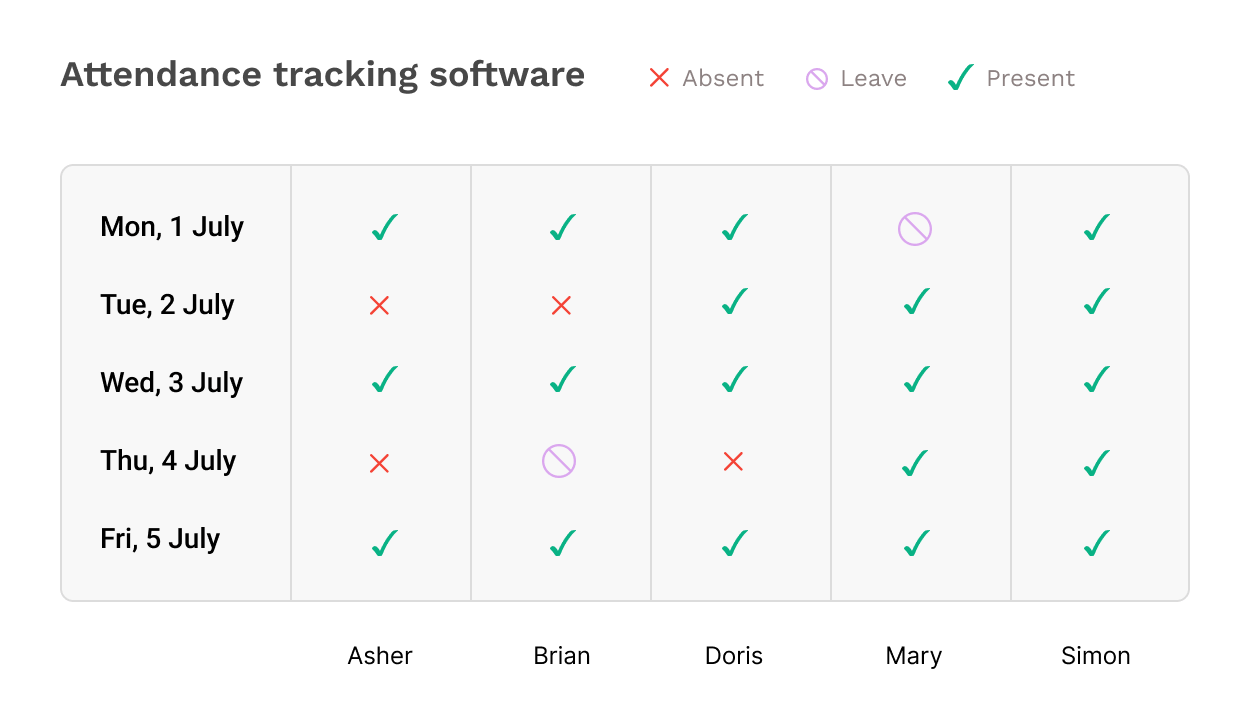 Attendance tracking software
Absent Leave Present
Mon, 1 July
Tue, 2 July
Wed, 3 July
Thu, 4 July
Fri, 5 July
Asher Brian Doris Mary Simon